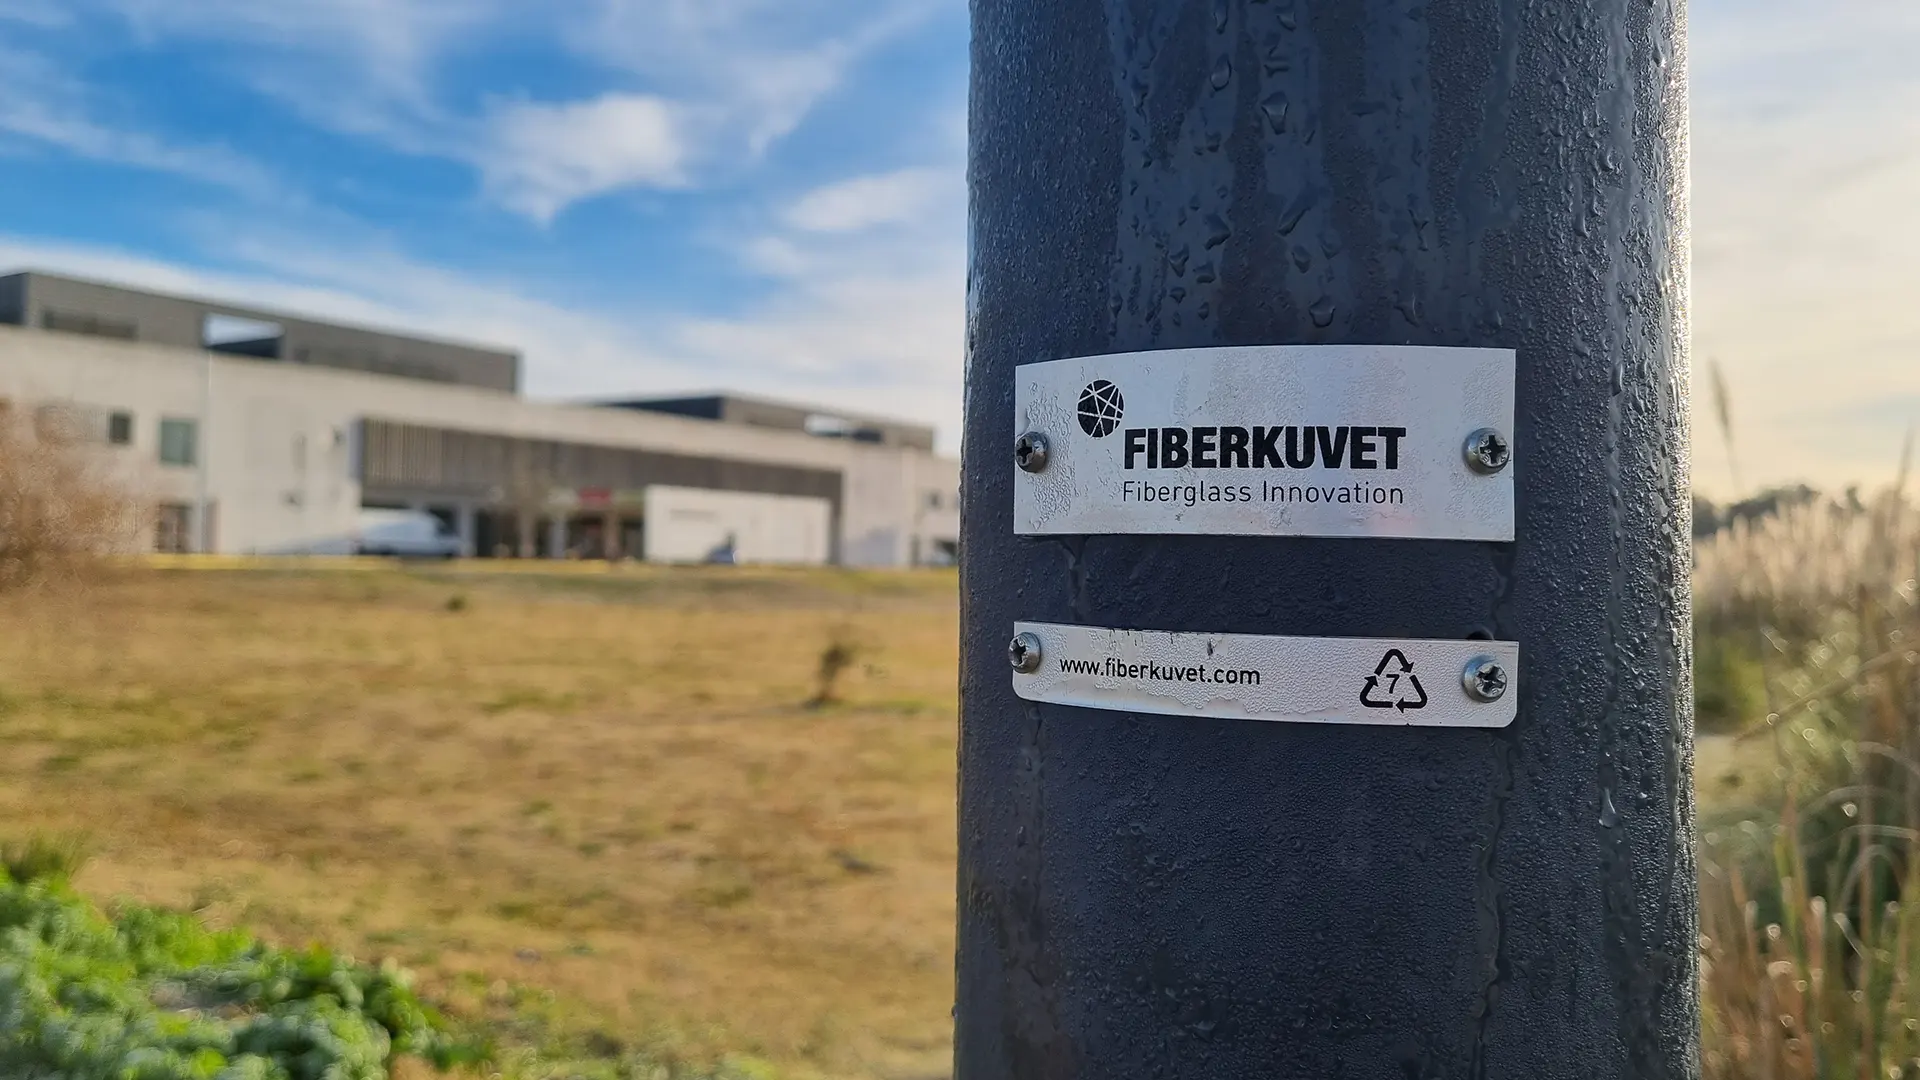 FIBERKUVET
Fiberglass Innovation
www.fiberkuvet.com
7